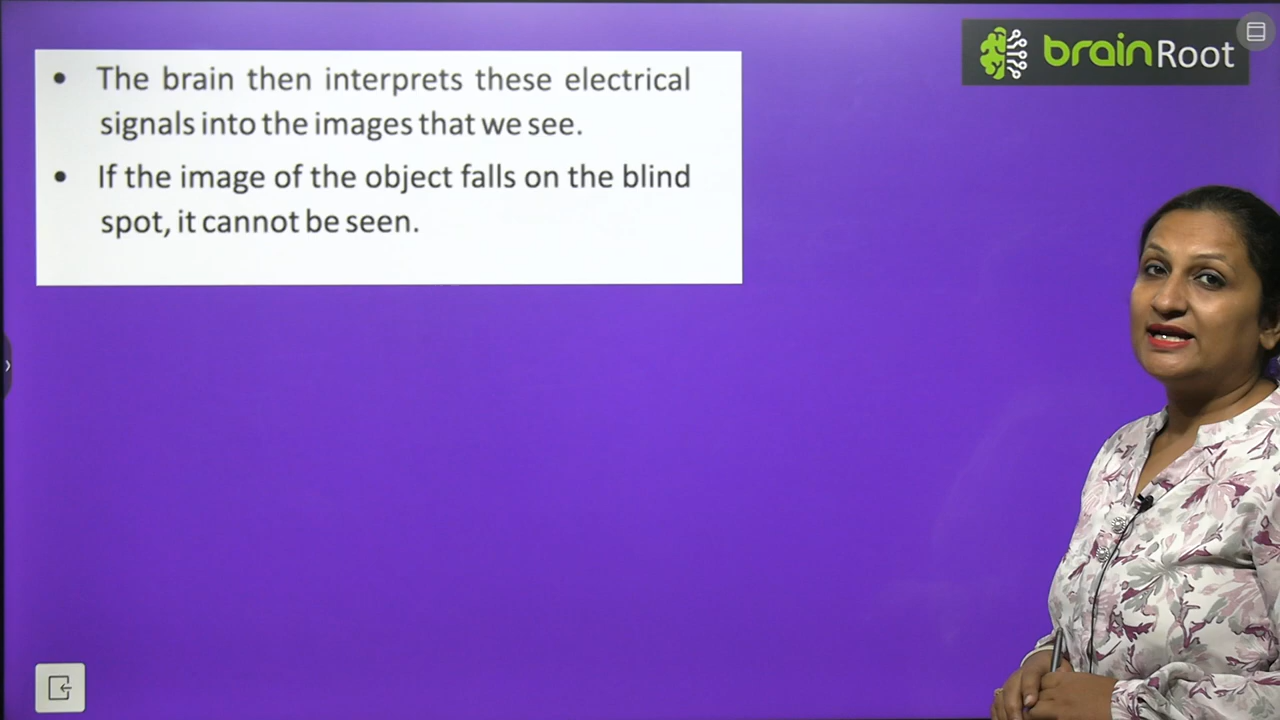 brainRoot
• The brain then interprets these electrical
signals into the images that we see.
• If the image of the object falls on the blind
spot, it cannot be seen.